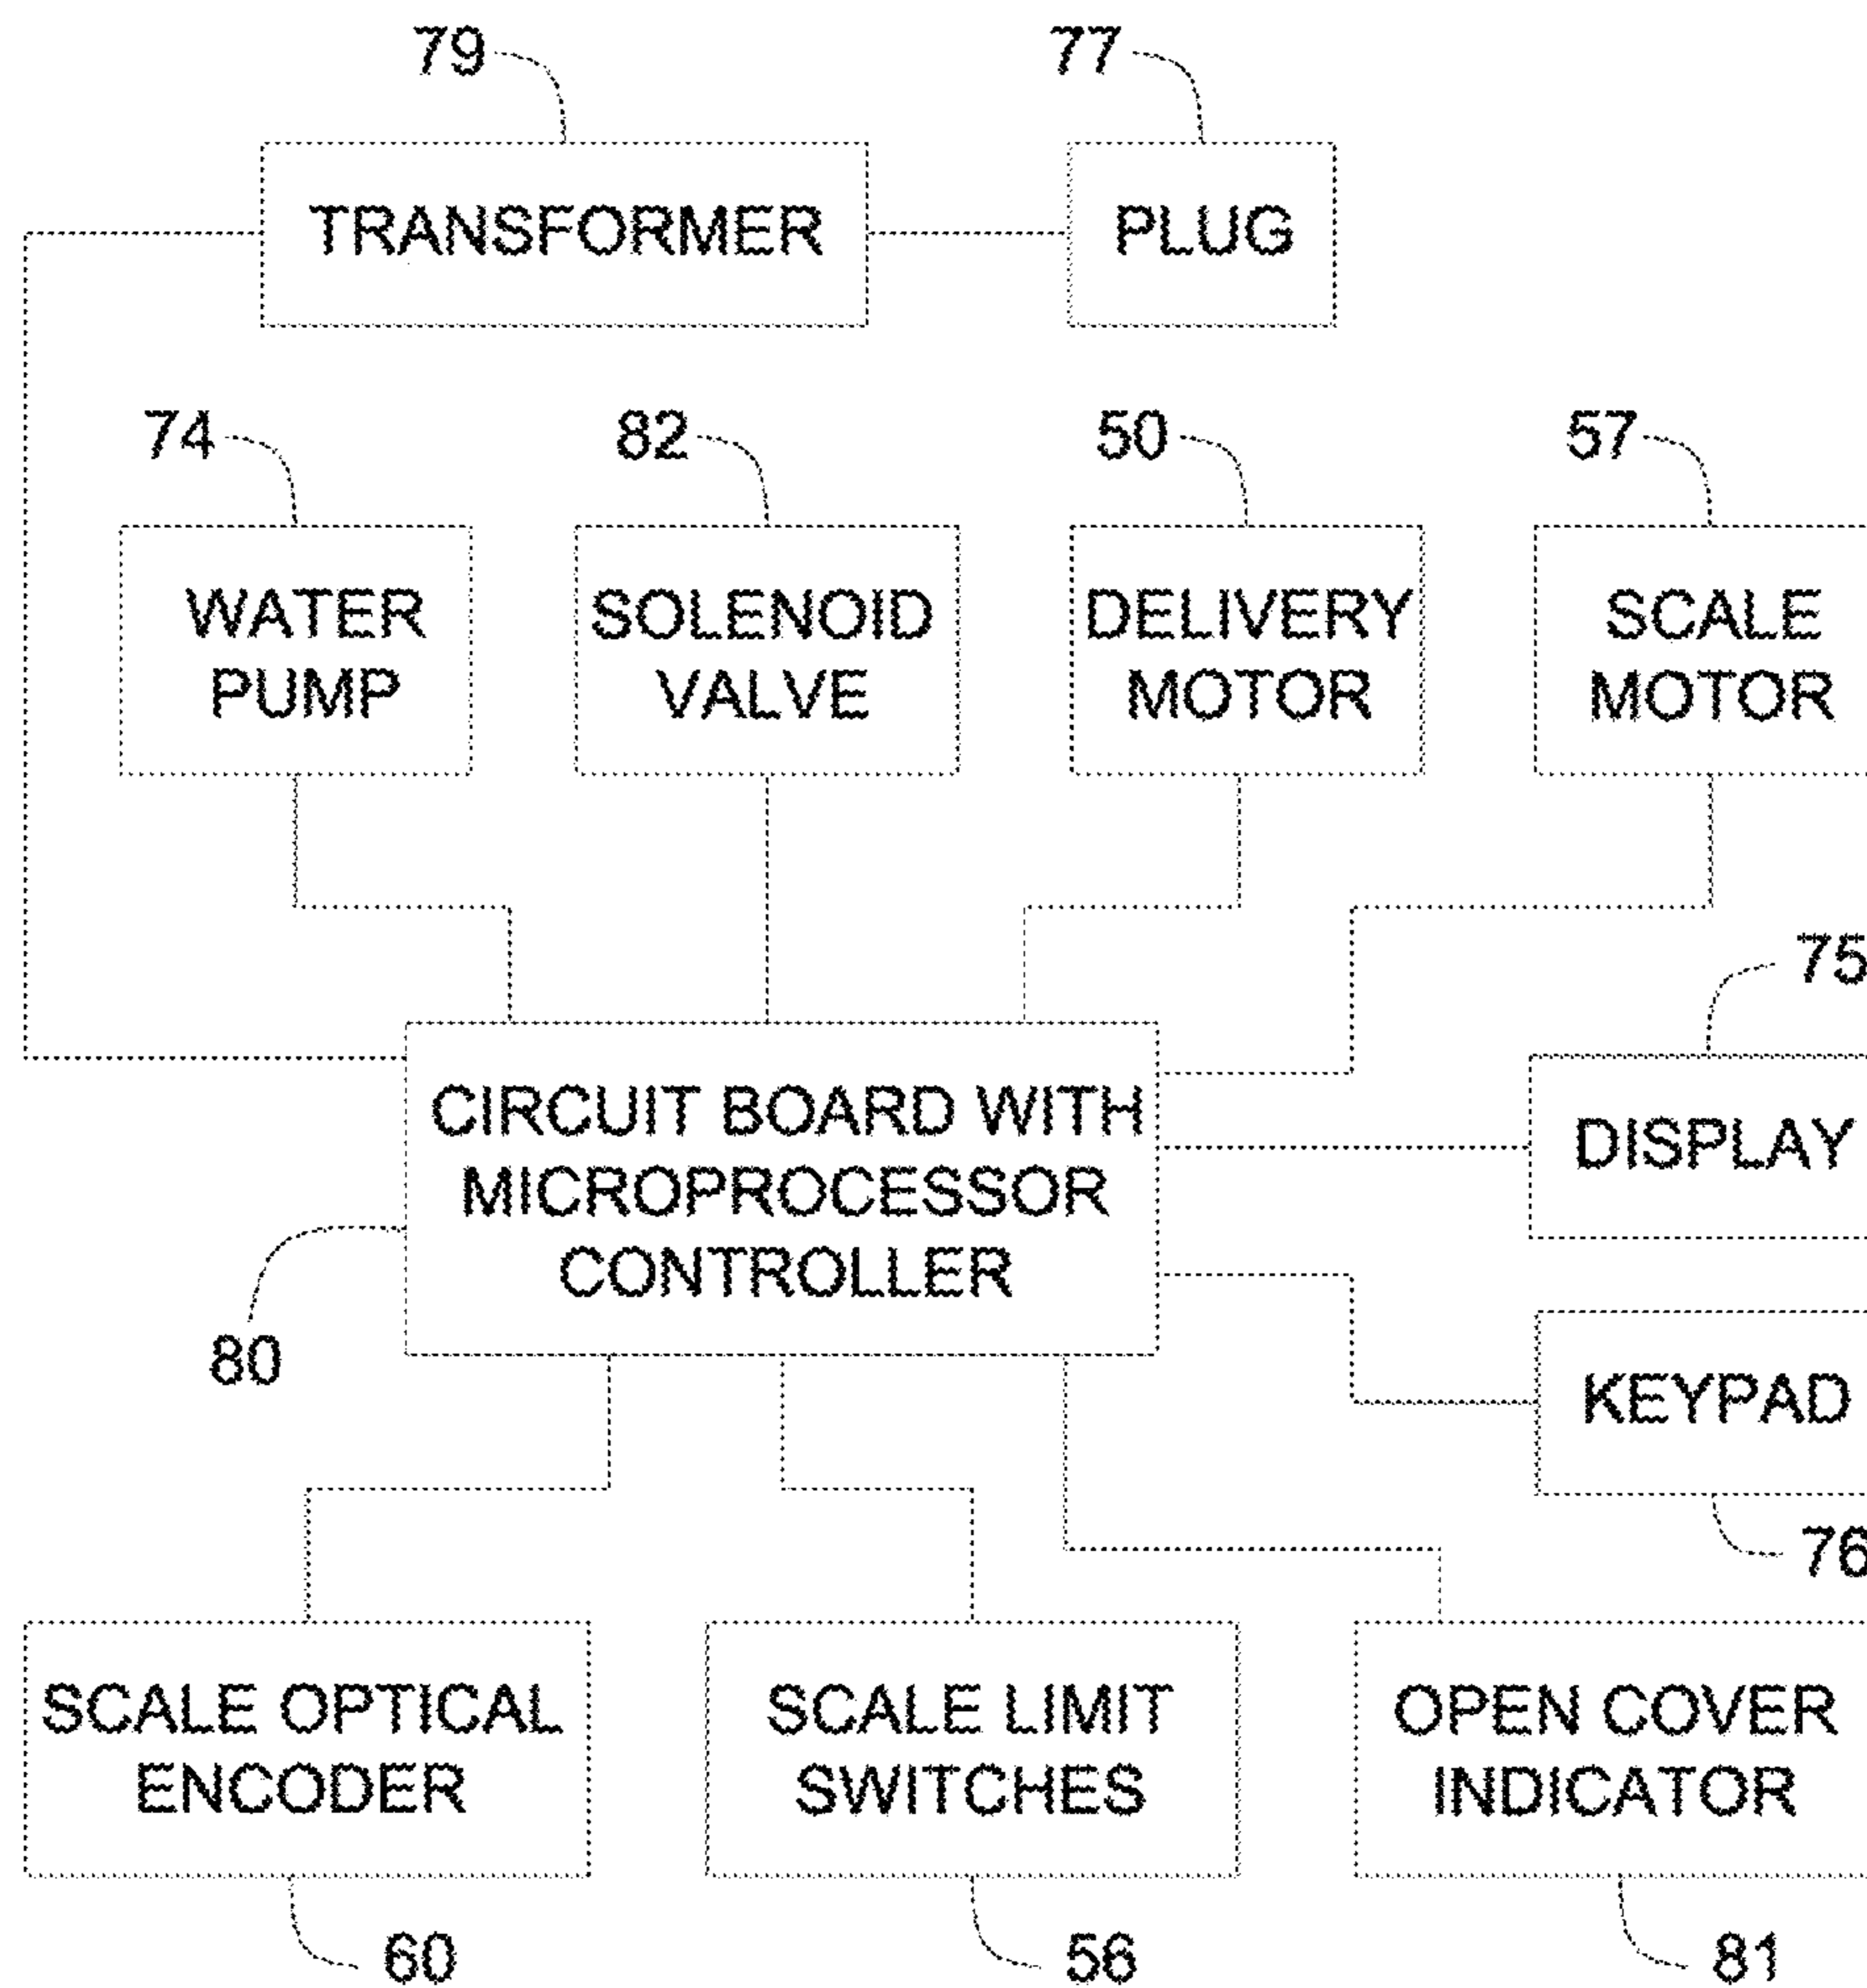 79
77
TRANSFORMER
PLUG
74
82
50
57
WATER
PUMP
SOLENOID
VALVE
DELIVERY
MOTOR
SCALE
MOTOR
75
CIRCUIT BOARD WITH
MICROPROCESSOR
CONTROLLER
DISPLAY
80
KEYPAD
76
SCALE OPTICAL
ENCODER
SCALE LIMIT
SWITCHES
OPEN COVER
INDICATOR
60
56
81